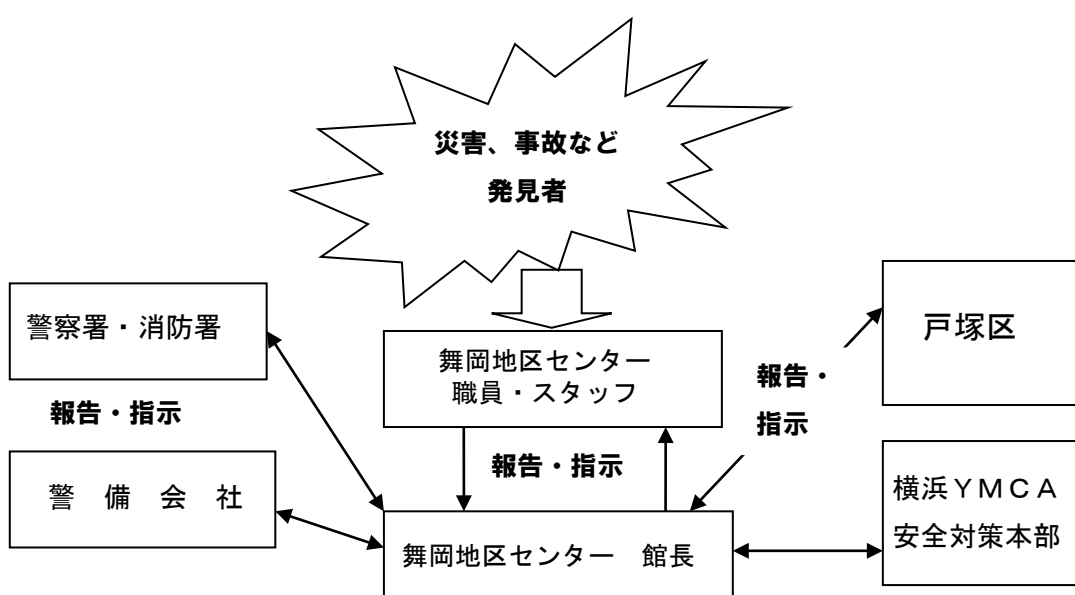 災害、事故など
発見者
警察署・消防署
戸塚区
舞岡地区センター
職員・スタッフ
報告・
指示
報告・指示
報告・指示
警　備　会　社
横浜ＹＭＣＡ
安全対策本部
舞岡地区センター　館長